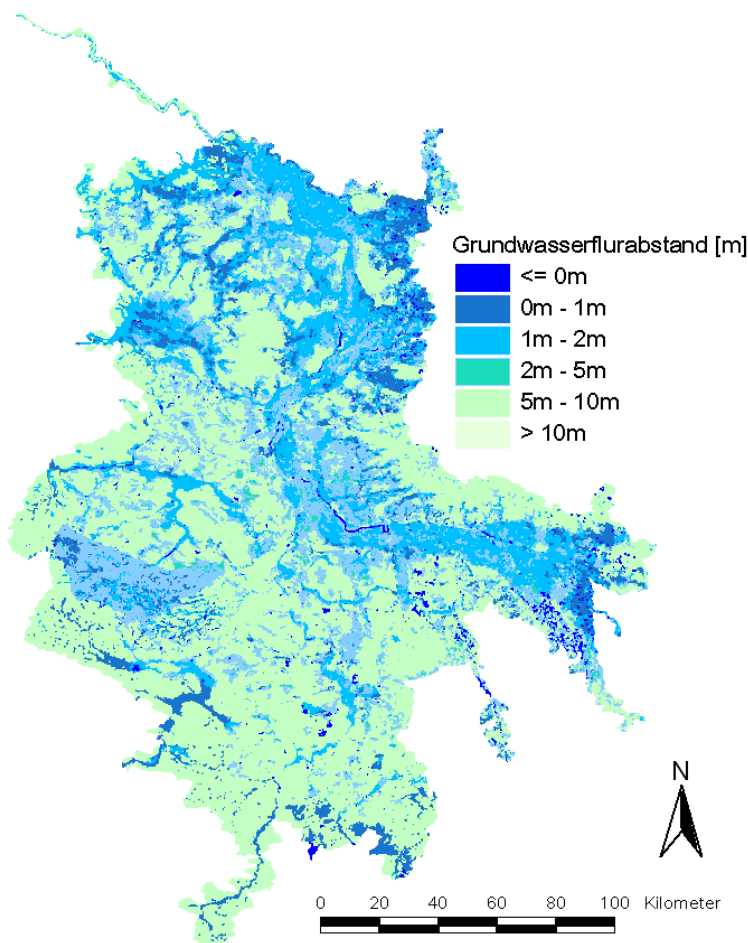 Grundwasserflurabstand [m]
<= 0m
0m - 1m
1m - 2m
2m - 5m
5m - 10m
> 10m
N
0 20 40 60 80 100 Kilometer